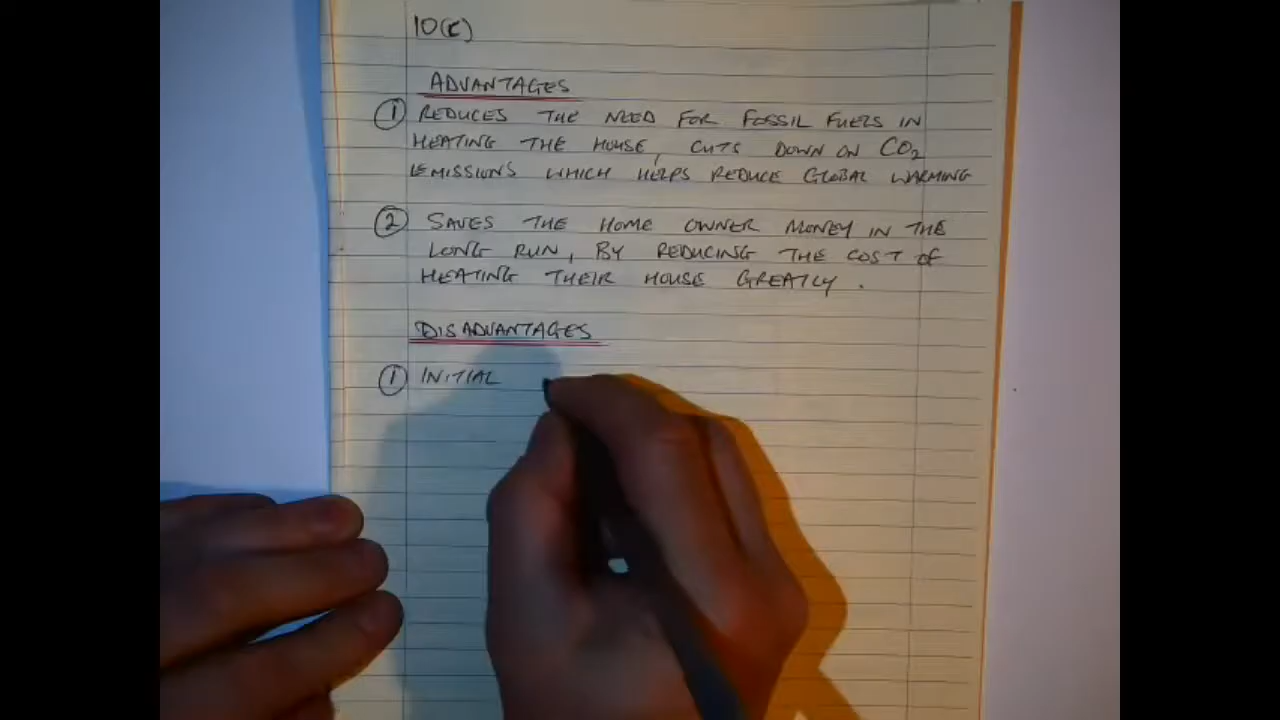 10(c)
ADVANTAGES
① REDUCES THE NEED FOR FOSSIL FUELS IN
HEATING THE HOUSE, CUTS DOWN ON CO₂
EMISSIONS WHICH HELPS REDUCE GLOBAL WARMING
② SAVES THE HOME OWNER MONEY IN THE
LONG RUN, BY REDUCING THE COST OF
HEATING THEIR HOUSE GREATLY.
DISADVANTAGES
① INITIAL